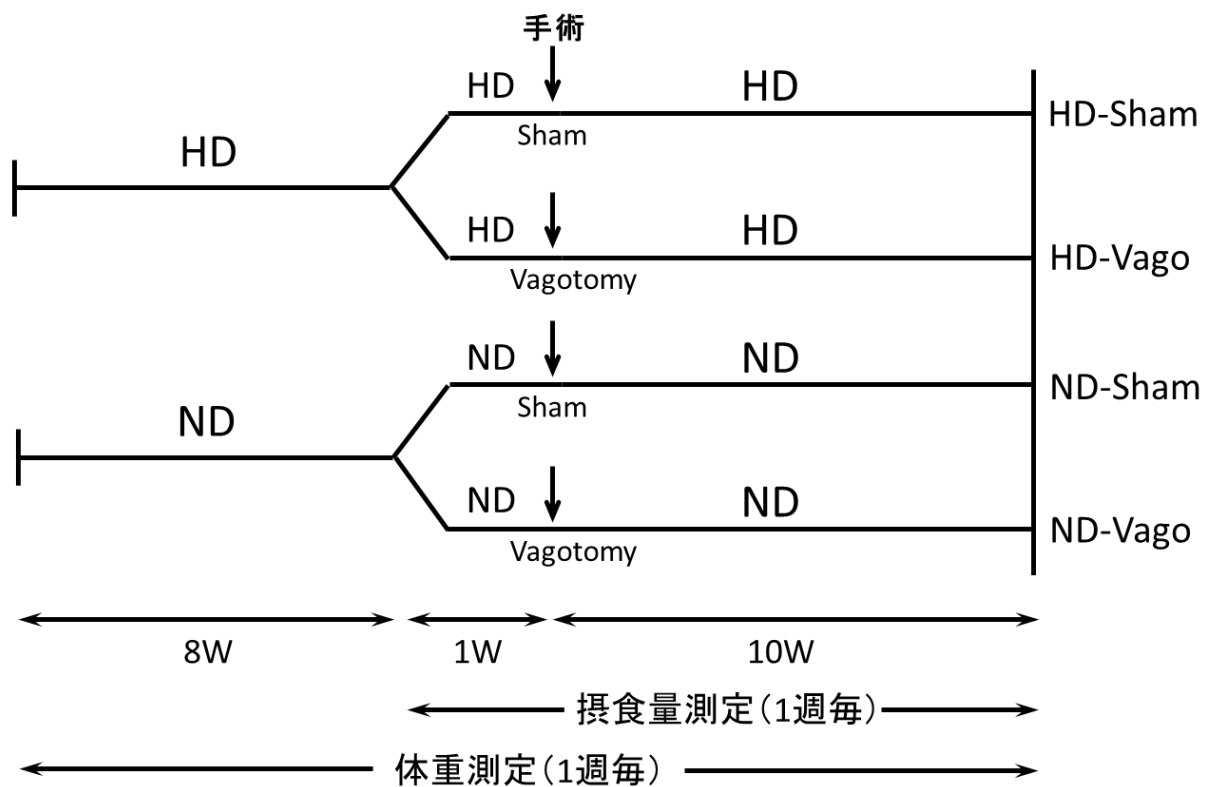 手術
HD HD
HD Sham HD-Sham
HD HD
Vagotomy HD-Vago
ND ND
ND Sham ND-Sham
ND ND
Vagotomy ND-Vago
8W 1W 10W
摂食量測定(1週毎)
体重測定(1週毎)